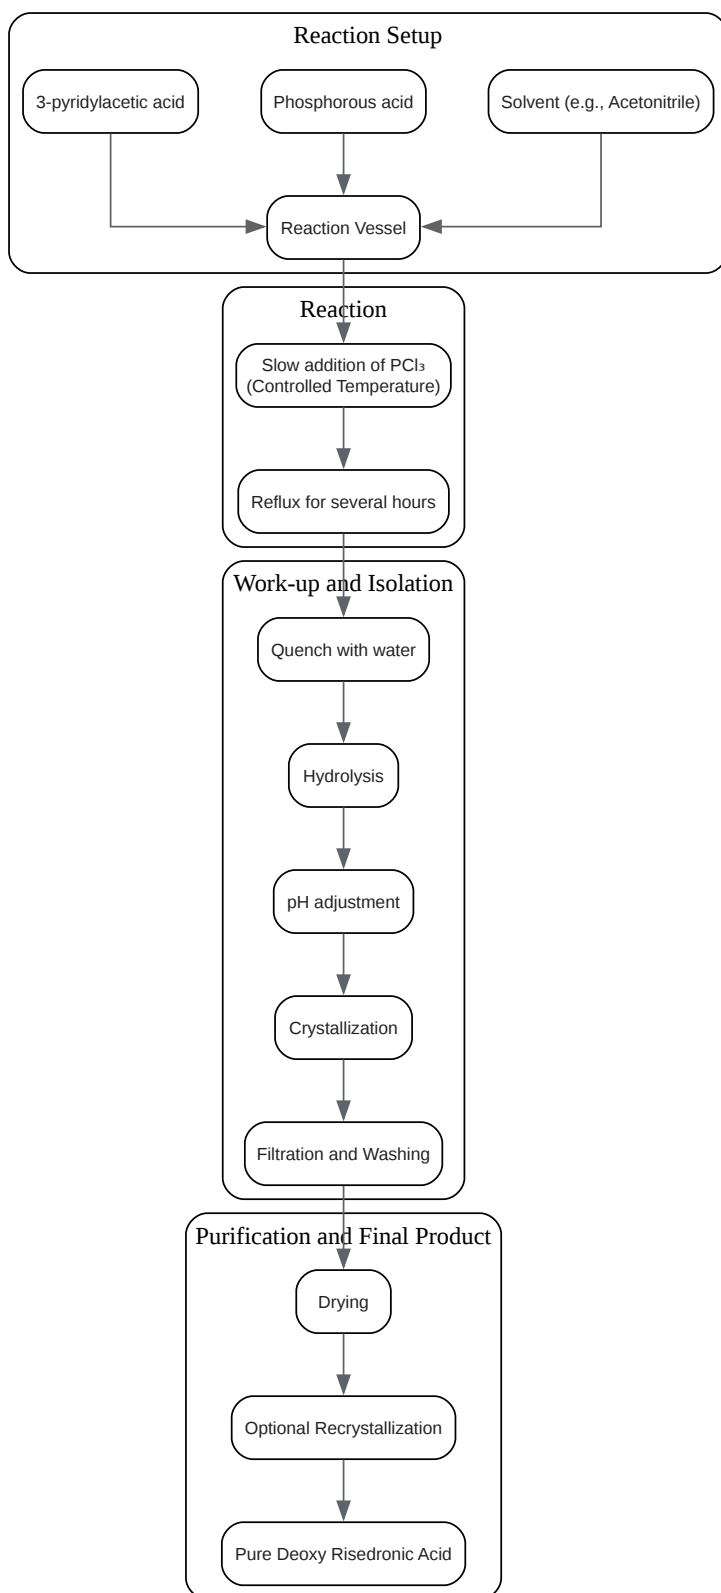 Reaction Setup
3-pyridylacetic acid
Phosphorous acid
Solvent (e.g., Acetonitrile)
Reaction Vessel
Reaction
Slow addition of PCl₃
(Controlled Temperature)
Reflux for several hours
Work-up and Isolation
Quench with water
Hydrolysis
pH adjustment
Crystallization
Filtration and Washing
Purification and Final Product
Drying
Optional Recrystallization
Pure Deoxy Risedronic Acid